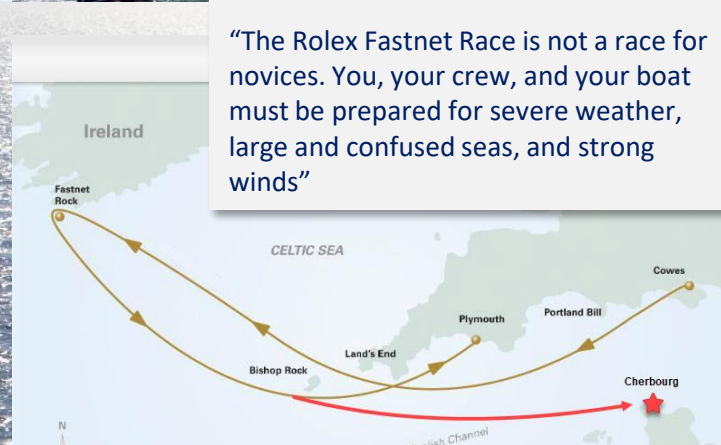 “The Rolex Fastnet Race is not a race for
novices. You, your crew, and your boat
must be prepared for severe weather,
large and confused seas, and strong
winds”
Ireland
Fastnet
Rock
CELTIC SEA
Cowes
Portland Bill
Plymouth
Land's End
Bishop Rock
Cherbourg
N
English Channel